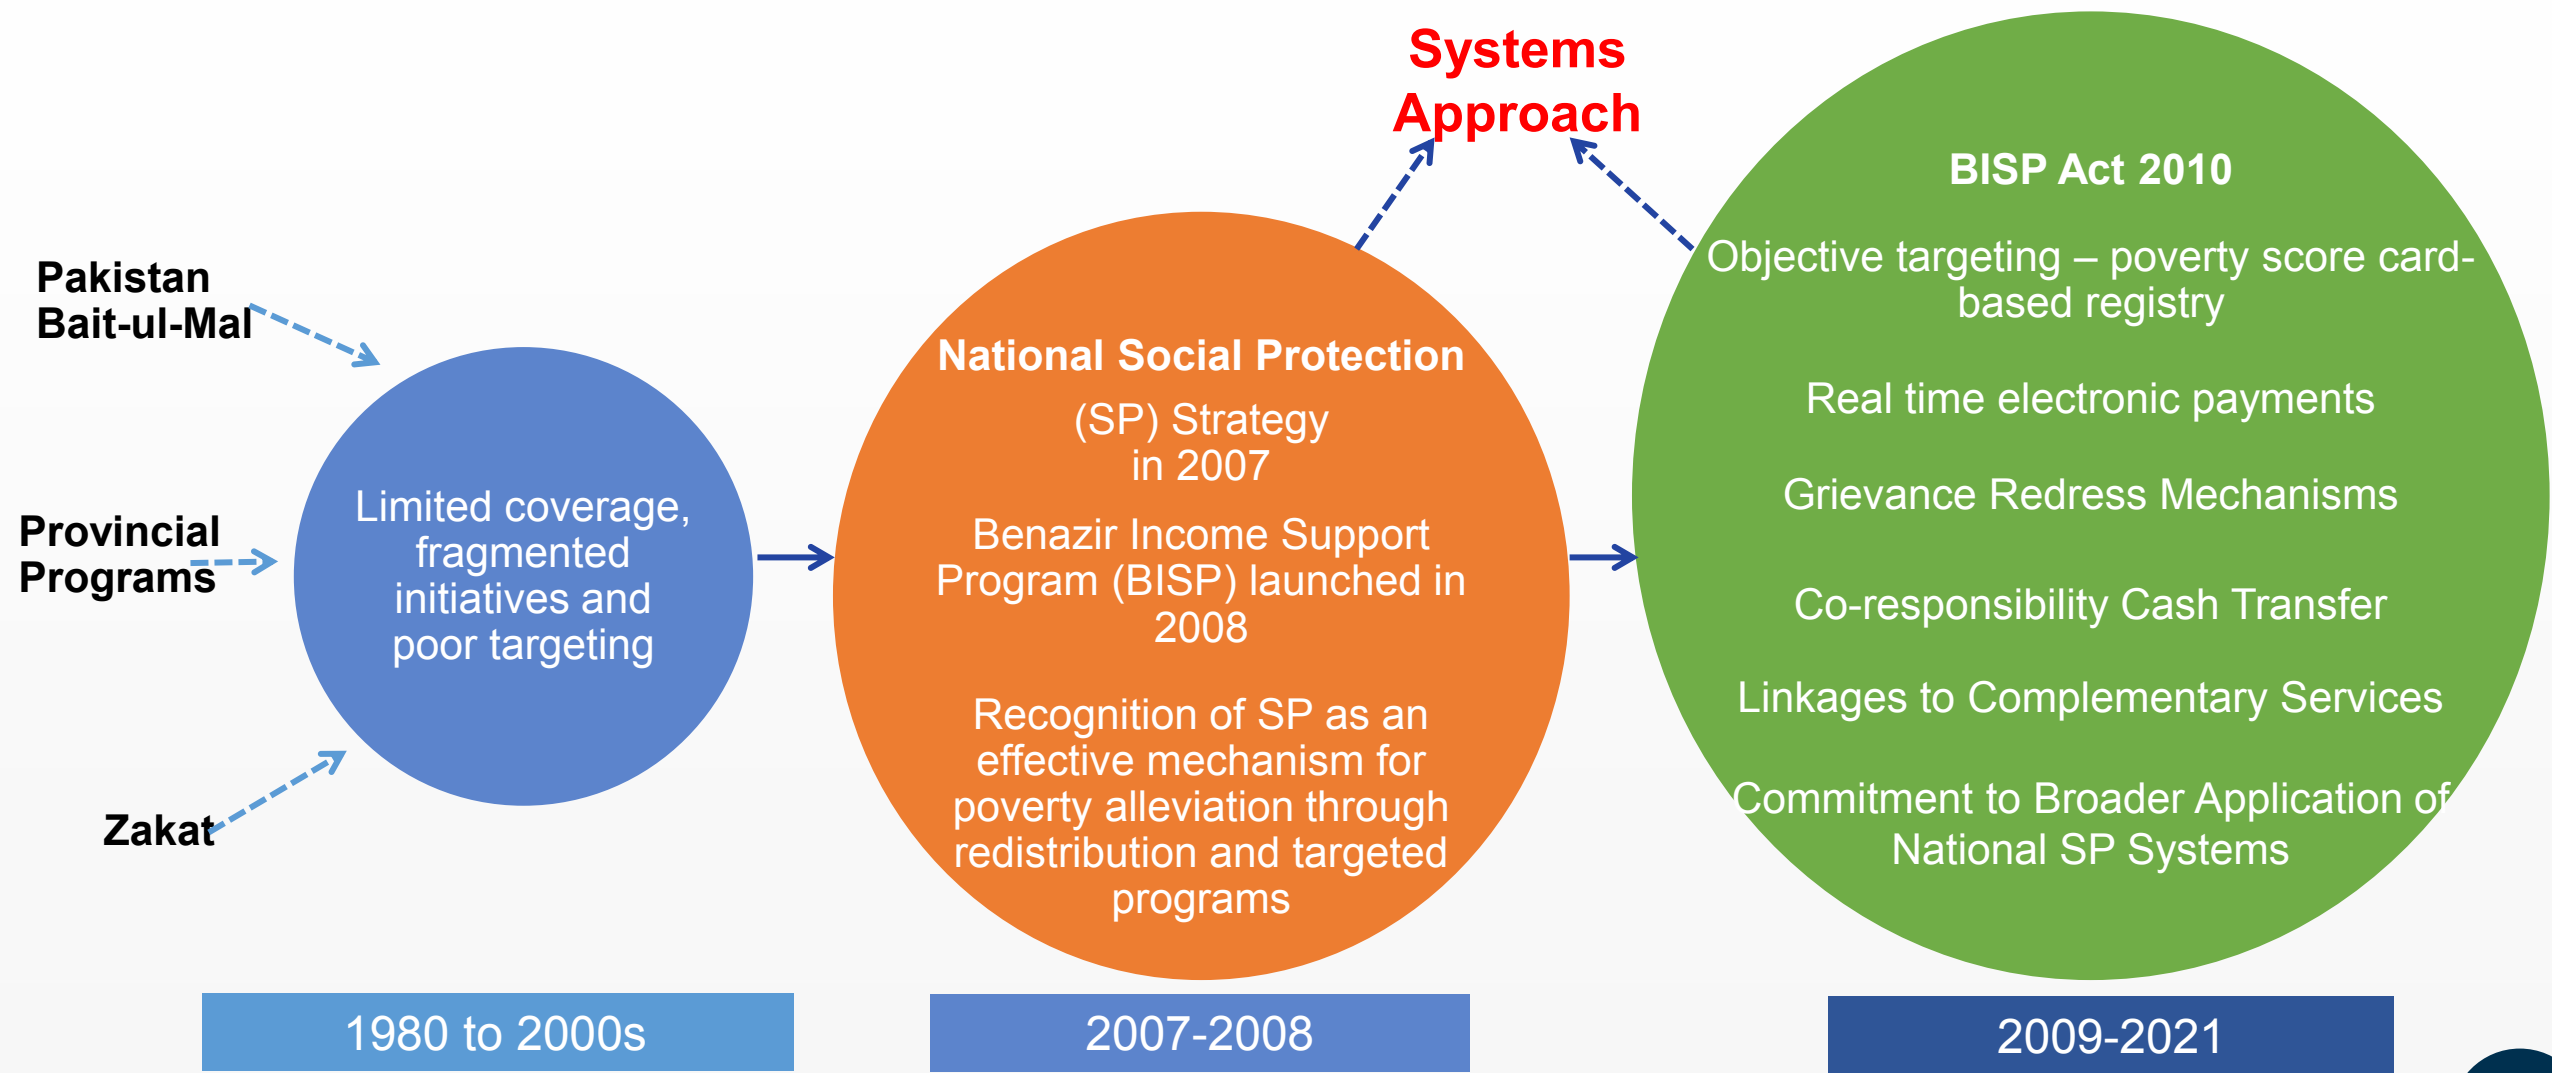 Systems
Approach
Pakistan
Bait-ul-Mal
Provincial
Programs
Zakat
Limited coverage,
fragmented
initiatives and
poor targeting
National Social Protection
(SP) Strategy
in 2007
Benazir Income Support
Program (BISP) launched in
2008
Recognition of SP as an
effective mechanism for
poverty alleviation through
redistribution and targeted
programs
BISP Act 2010
Objective targeting – poverty score card-
based registry
Real time electronic payments
Grievance Redress Mechanisms
Co-responsibility Cash Transfer
Linkages to Complementary Services
Commitment to Broader Application of
National SP Systems
1980 to 2000s
2007-2008
2009-2021